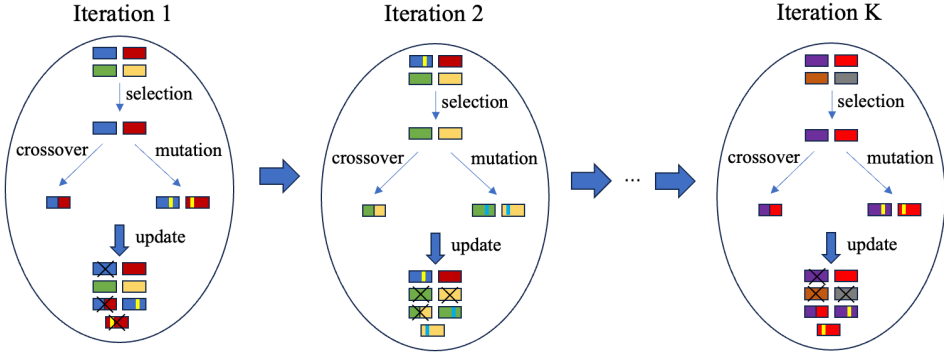 Iteration 1
selection
crossover
mutation
update
Iteration 2
selection
crossover
mutation
update
...
Iteration K
selection
crossover
mutation
update